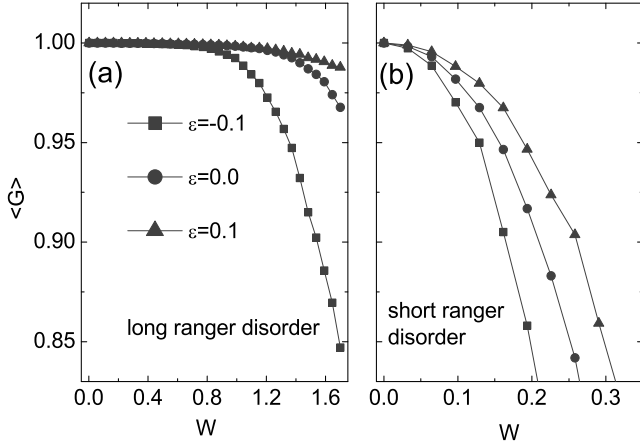 1.00
0.95
0.90
0.85
<G>
(a)
ε=-0.1
ε=0.0
ε=0.1
long ranger disorder
0.0 0.4 0.8 1.2 1.6
W
(b)
short ranger
disorder
0.0 0.1 0.2 0.3
W